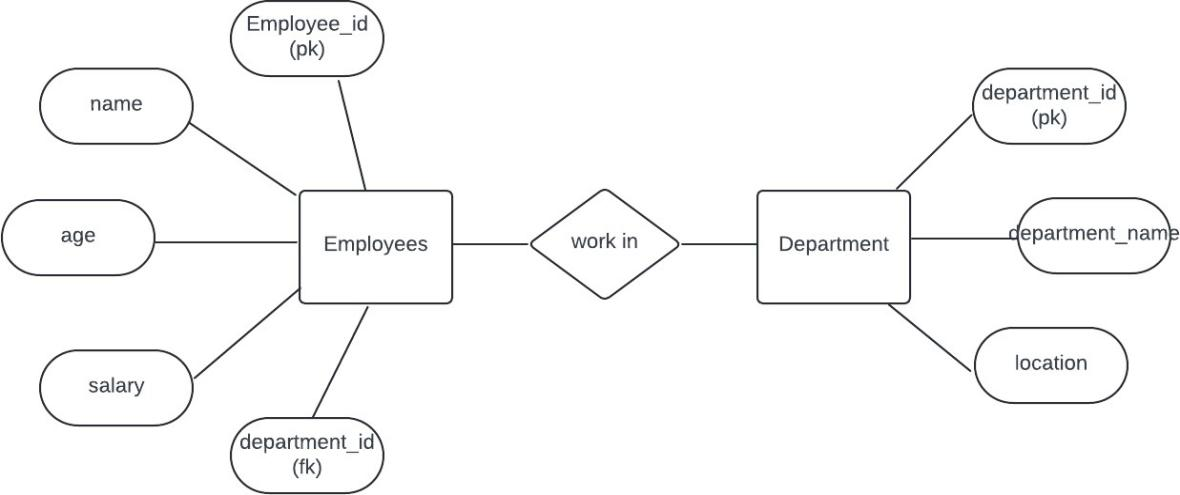 Employee_id
(pk)
name
department_id
(pk)
age
Employees
work in
Department
department_name
salary
location
department_id
(fk)